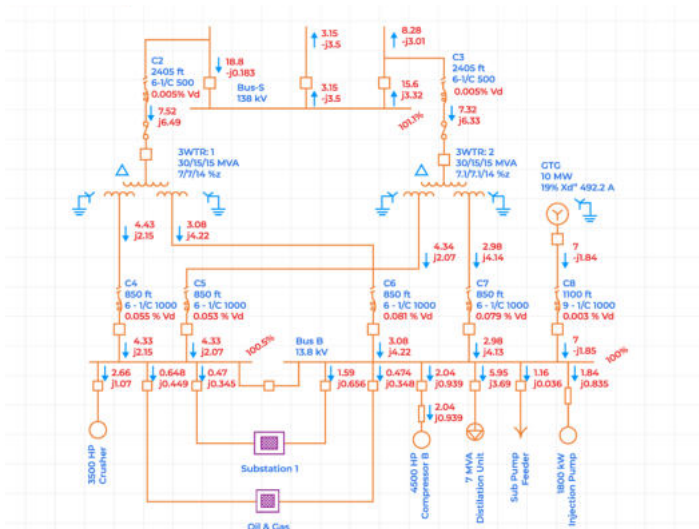 3.15
-j3.5
8.28
-j3.01
C2
2405 ft
6-1/C 500
0.005% Vd
18.8
-j0.183
Bus-S
138 kV
3.15
-j3.5
15.6
j3.32
101.1%
C3
2405 ft
6-1/C 500
0.005% Vd
7.52
j6.49
7.32
j6.33
3WTR: 1
30/15/15 MVA
7/7/14 %z
3WTR: 2
30/15/15 MVA
7.1/7.1/14 %z
GTG
10 MW
19% Xd" 492.2 A
4.43
j2.15
3.08
j4.22
4.34
j2.07
2.98
j4.14
7
-j1.84
C4
850 ft
6 - 1/C 1000
0.055 % Vd
C5
850 ft
6 - 1/C 1000
0.053 % Vd
C6
850 ft
6 - 1/C 1000
0.081 % Vd
C7
850 ft
6 - 1/C 1000
0.079 % Vd
C8
1100 ft
9 - 1/C 1000
0.003 % Vd
4.33
j2.15
4.33
j2.07
100.5%
Bus B
13.8 kV
3.08
j4.22
2.98
j4.13
7
-j1.85
100%
2.66
j1.07
0.648
j0.449
0.47
j0.345
1.59
j0.656
0.474
j0.348
2.04
j0.939
5.95
j3.69
1.16
j0.036
1.84
j0.835
2.04
j0.939
3500 HP
Crusher
Substation 1
Oil & Gas
4500 HP
Compressor B
7 MVA
Distilation Unit
Sub Pump
Feeder
1800 kW
Injection Pump